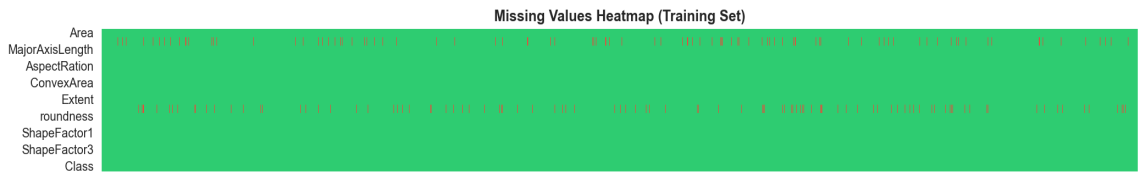 Missing Values Heatmap (Training Set)
Area
MajorAxisLength
AspectRation
ConvexArea
Extent
roundness
ShapeFactor1
ShapeFactor3
Class